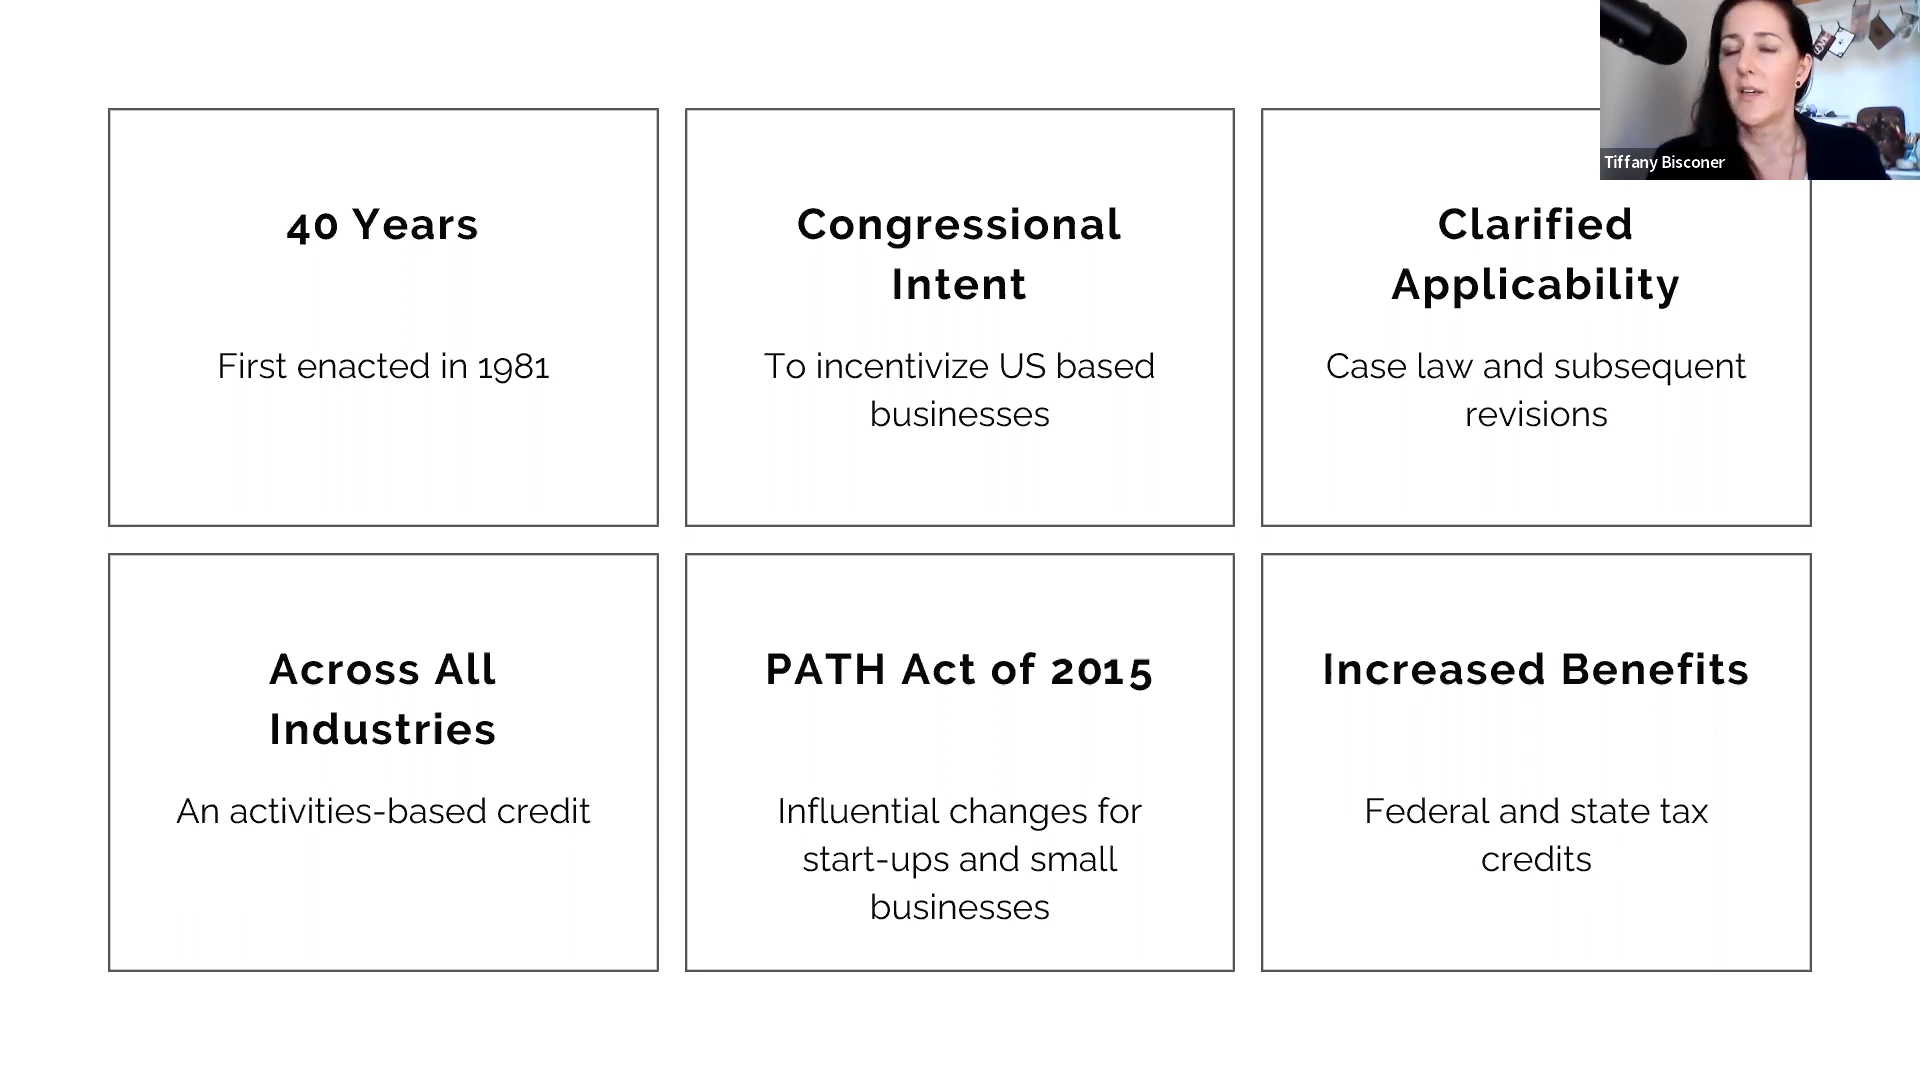 40 Years
First enacted in 1981
Congressional
Intent
To incentivize US based
businesses
Clarified
Applicability
Case law and subsequent
revisions
Tiffany Bisconer
Across All
Industries
An activities-based credit
PATH Act of 2015
Influential changes for
start-ups and small
businesses
Increased Benefits
Federal and state tax
credits